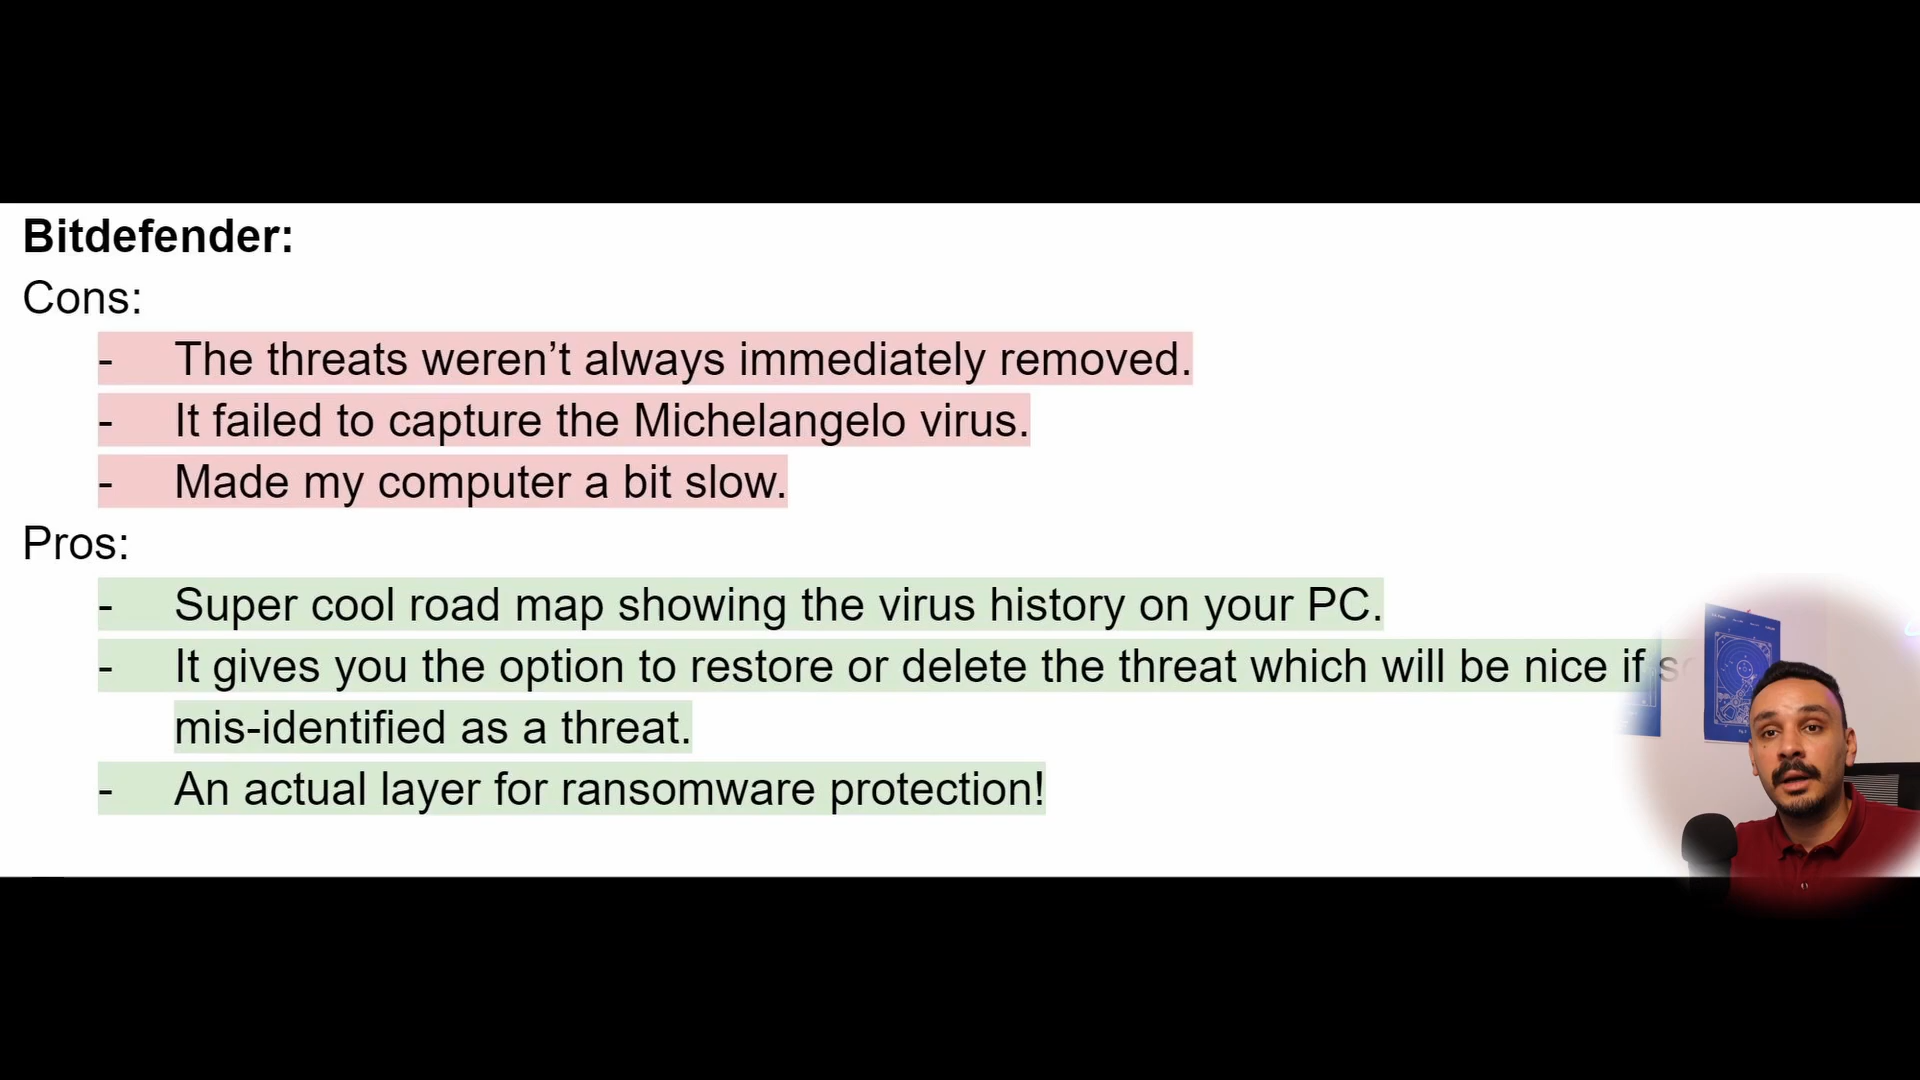 Bitdefender:
Cons:
- The threats weren’t always immediately removed.
- It failed to capture the Michelangelo virus.
- Made my computer a bit slow.
Pros:
- Super cool road map showing the virus history on your PC.
- It gives you the option to restore or delete the threat which will be nice if
mis-identified as a threat.
- An actual layer for ransomware protection!